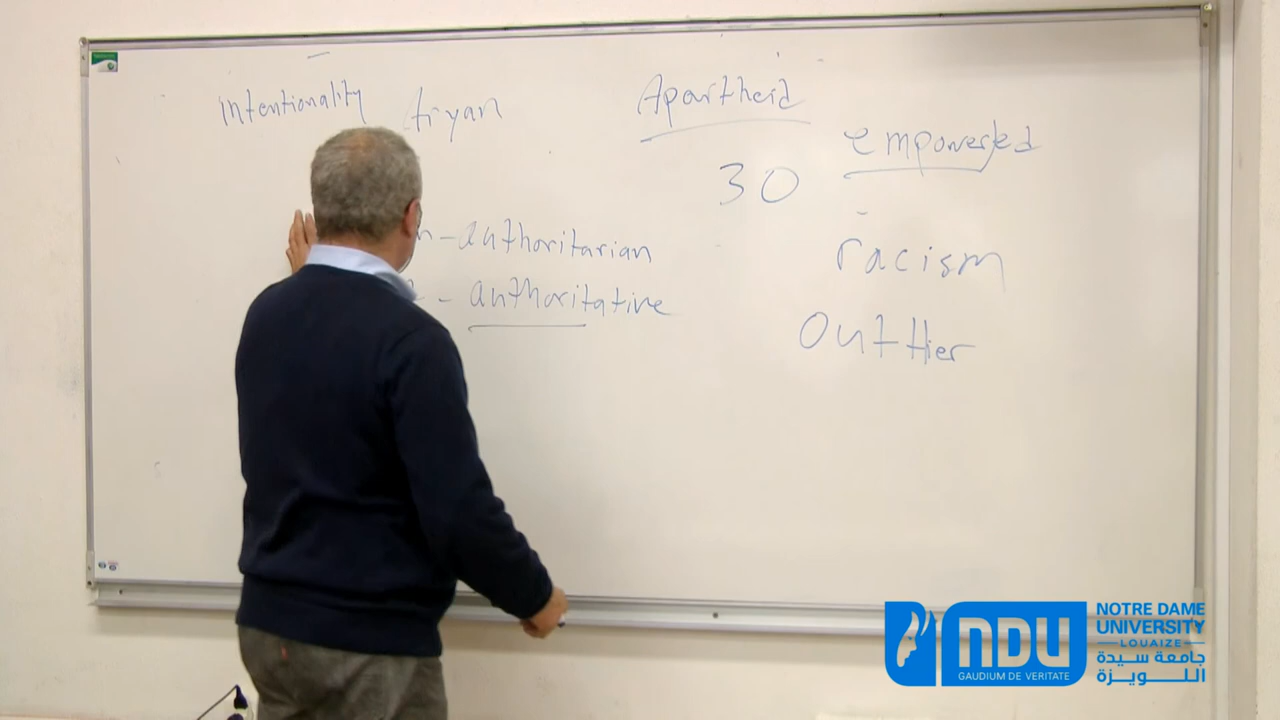 Intentionality Aryan
Apartheid
empowered
30
n-authoritarian
racism
- authoritative
outlier
NDU
GAUDIUM DE VERITATE
NOTRE DAME
UNIVERSITY
LOUAIZE
جامعة سيدة
اللـويـزة